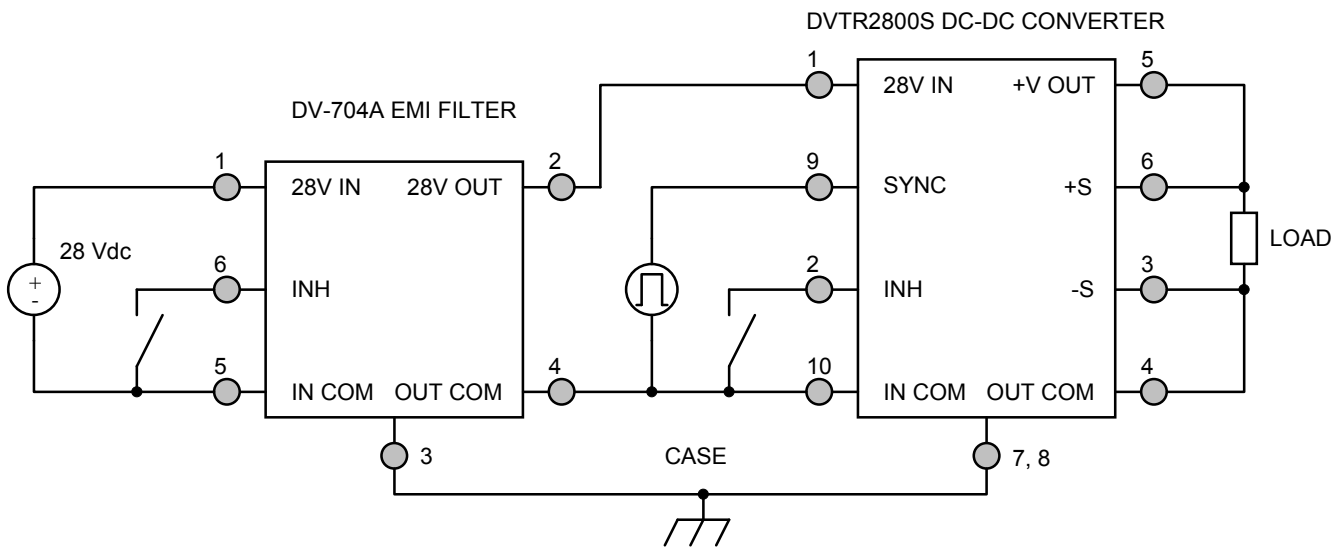 DVTR2800S DC-DC CONVERTER
DV-704A EMI FILTER
28 Vdc
+
-
1
28V IN
28V OUT
2
6
INH
5
IN COM
OUT COM
4
3
CASE
1
28V IN
+V OUT
5
9
SYNC
+S
6
2
INH
-S
3
10
IN COM
OUT COM
4
7, 8
LOAD